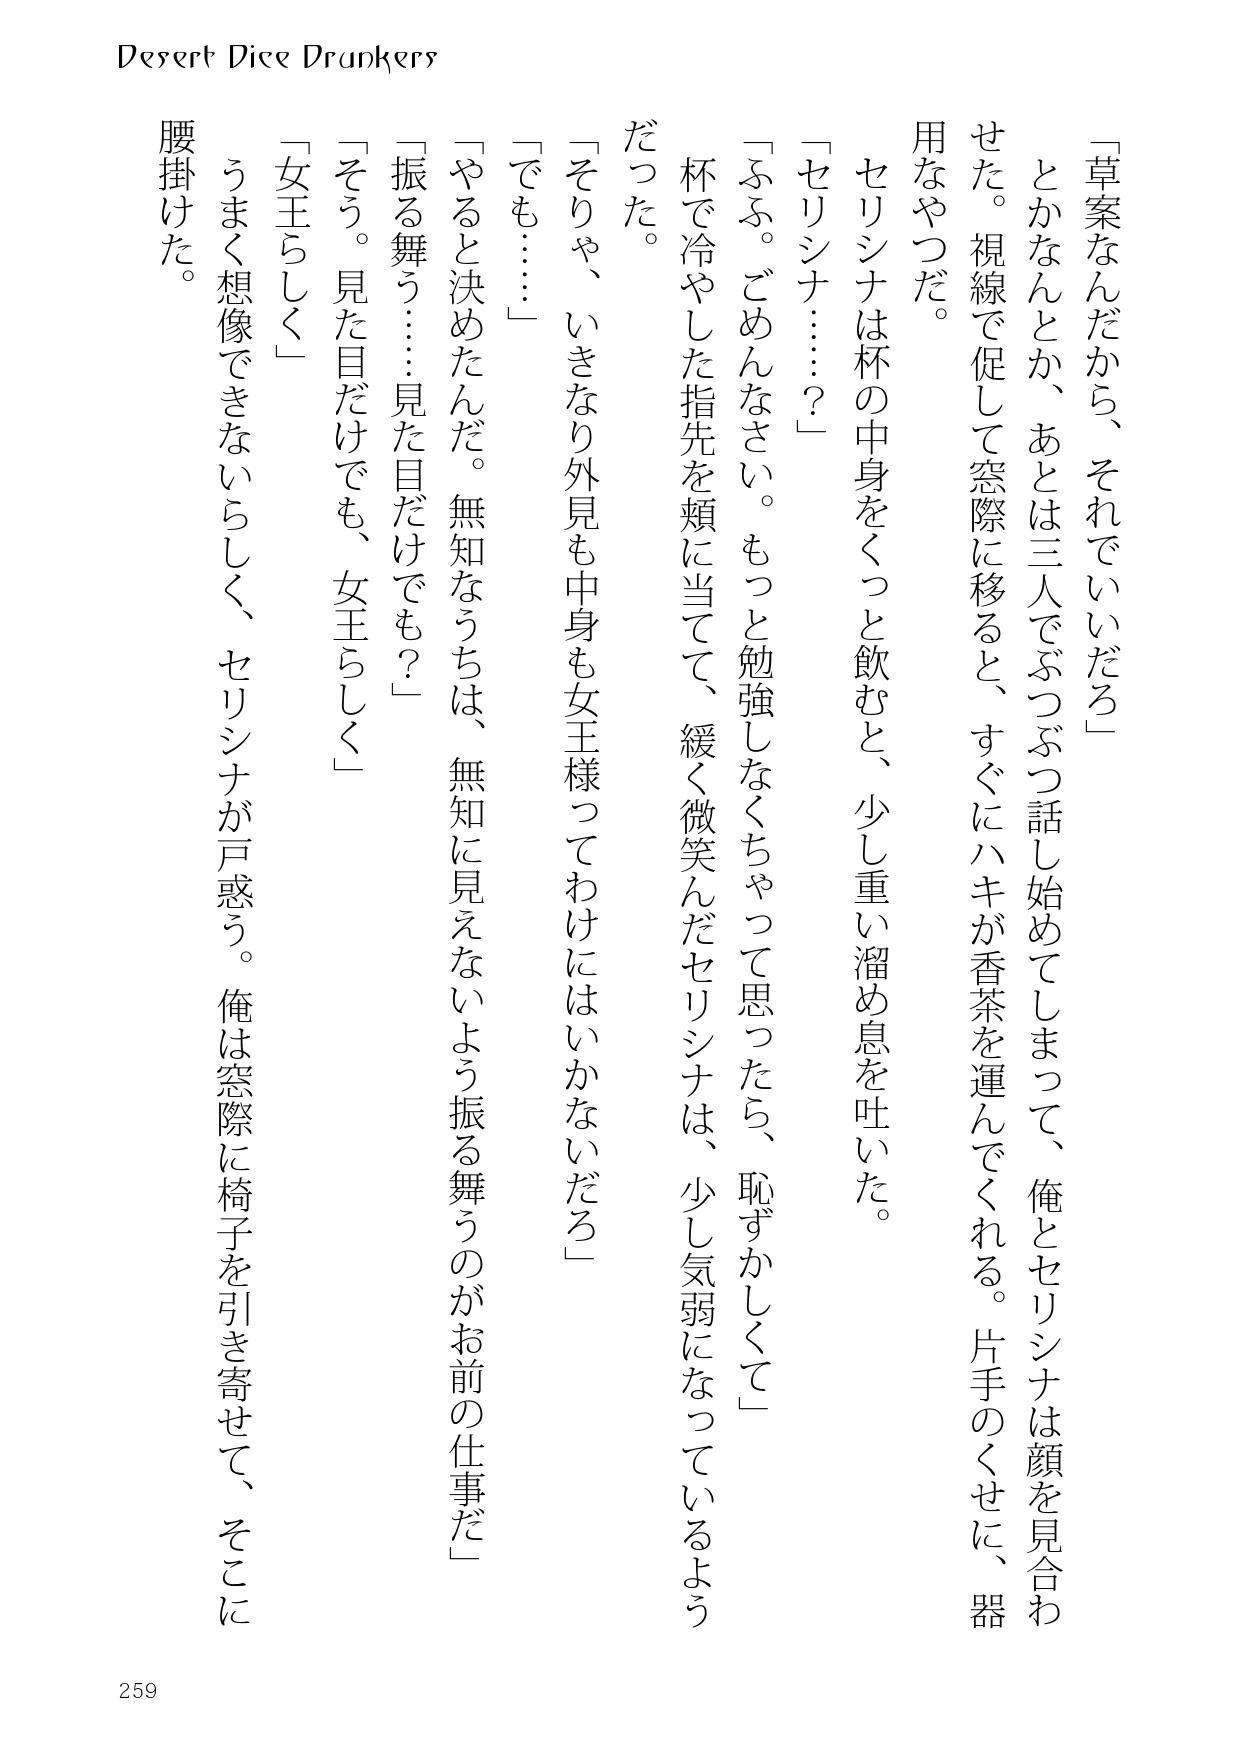 Desert Dice Drunkers
「草案なんだから、それでいいだろ」
とかなんとか、あとは三人でぶつぶつ話し始めてしまって、俺とセリシナは顔を見合わ
せた。視線で促して窓際に移ると、すぐにハキが香茶を運んでくれる。片手のくせに、器
用なやつだ。
セリシナは杯の中身をくっと飲むと、少し重い溜め息を吐いた。
「セリシナ……？」
「ふふ。ごめんなさい。もっと勉強しなくちゃって思ったら、恥ずかしくて」
杯で冷やした指先を頬に当てて、緩く微笑んだセリシナは、少し気弱になっているよう
だった。
「そりゃ、いきなり外見も中身も女王様ってわけにはいかないだろ」
「でも……」
「やると決めたんだ。無知なうちは、無知に見えないよう振る舞うのがお前の仕事だ」
「振る舞う……見た目だけでも？」
「そう。見た目だけでも、女王らしく」
「女王らしく」
うまく想像できないらしく、セリシナが戸惑う。俺は窓際に椅子を引き寄せて、そこに
腰掛けた。
259